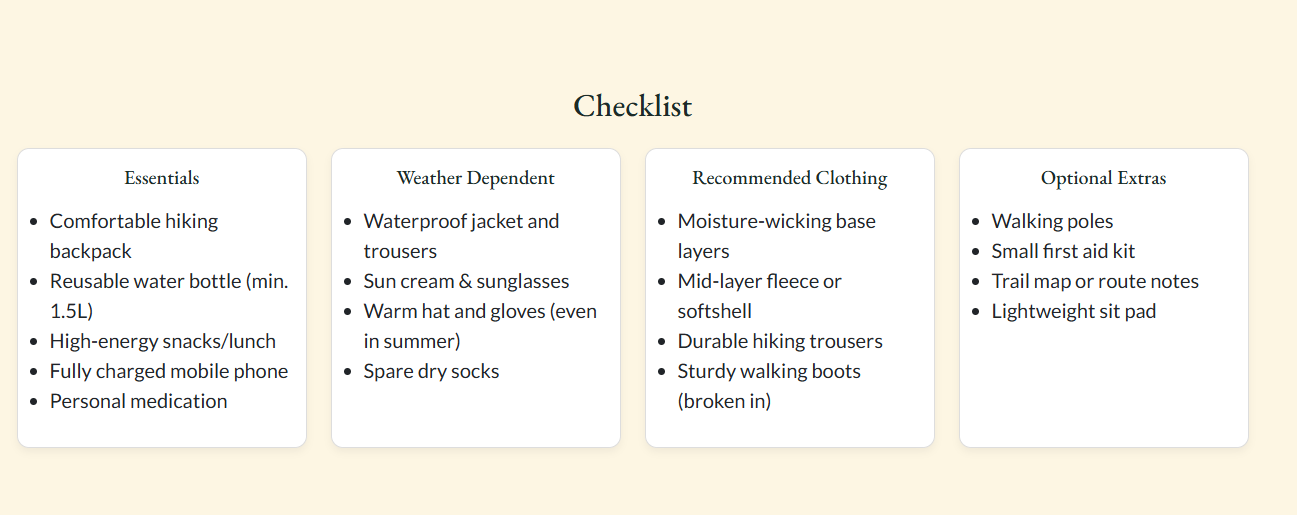 Checklist
Essentials
Comfortable hiking
backpack
Reusable water bottle (min.
1.5L)
High-energy snacks/lunch
Fully charged mobile phone
Personal medication
Weather Dependent
Waterproof jacket and
trousers
Sun cream & sunglasses
Warm hat and gloves (even
in summer)
Spare dry socks
Recommended Clothing
Moisture-wicking base
layers
Mid-layer fleece or
softshell
Durable hiking trousers
Sturdy walking boots
(broken in)
Optional Extras
Walking poles
Small first aid kit
Trail map or route notes
Lightweight sit pad